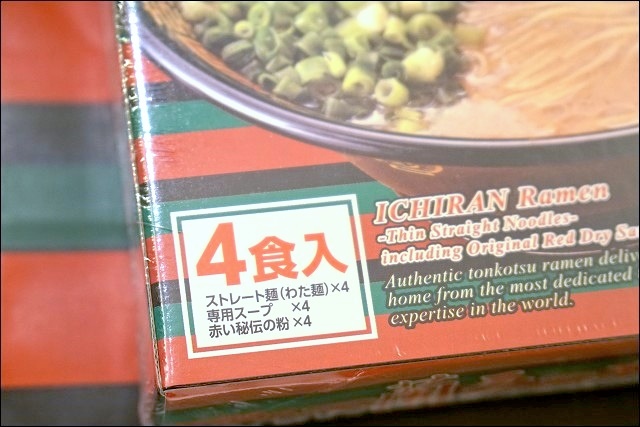 4食入
ストレート麺(わた麺)×4
専用スープ ×4
赤い秘伝の粉×4
ICHIRAN Ramen
-Thin Straight Noodles-
including Original Red Dry
Authentic tonkotsu ramen
home from the most dedicated
expertise in the world.